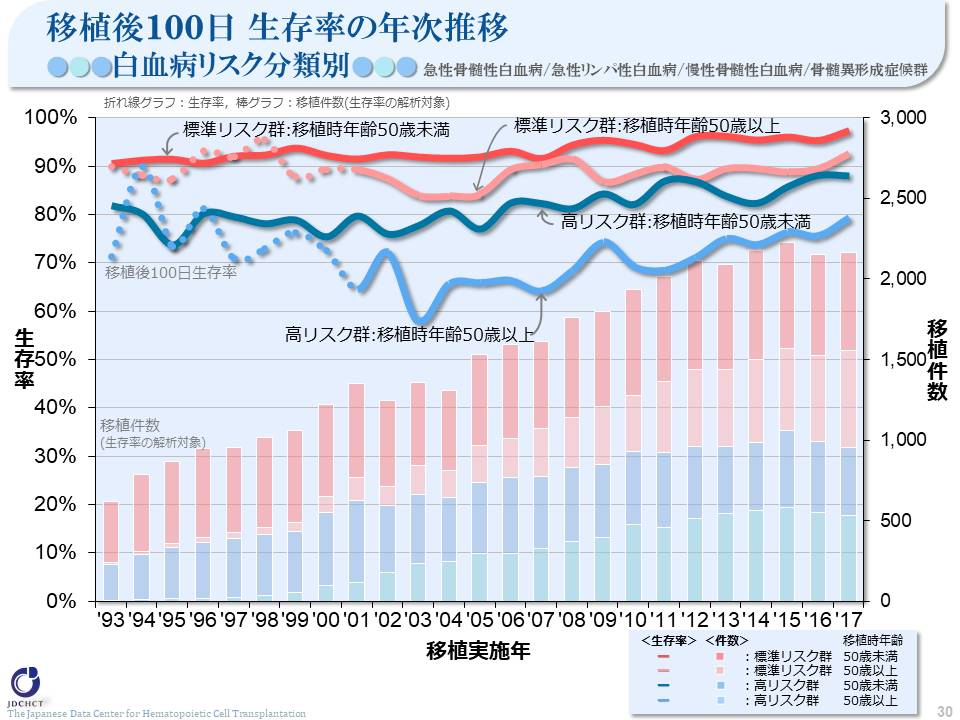 移植後100日 生存率の年次推移
白血病リスク分類別
急性骨髄性白血病/急性リンパ性白血病/慢性骨髄性白血病/骨髄異形成症候群
折れ線グラフ：生存率，棒グラフ：移植件数(生存率の解析対象)
100%
90%
80%
70%
60%
50%
40%
30%
20%
10%
0%
生存率
3,000
2,500
2,000
1,500
1,000
500
0
移植件数
標準リスク群:移植時年齢50歳未満
標準リスク群:移植時年齢50歳以上
高リスク群:移植時年齢50歳未満
移植後100日生存率
高リスク群:移植時年齢50歳以上
移植件数
(生存率の解析対象)
'93 '94 '95 '96 '97 '98 '99 '00 '01 '02 '03 '04 '05 '06 '07 '08 '09 '10 '11 '12 '13 '14 '15 '16 '17
移植実施年
<生存率> <件数> 移植時年齢
：標準リスク群 50歳未満
：標準リスク群 50歳以上
：高リスク群 50歳未満
：高リスク群 50歳以上
JDCHCT
The Japanese Data Center for Hematopoietic Cell Transplantation
30